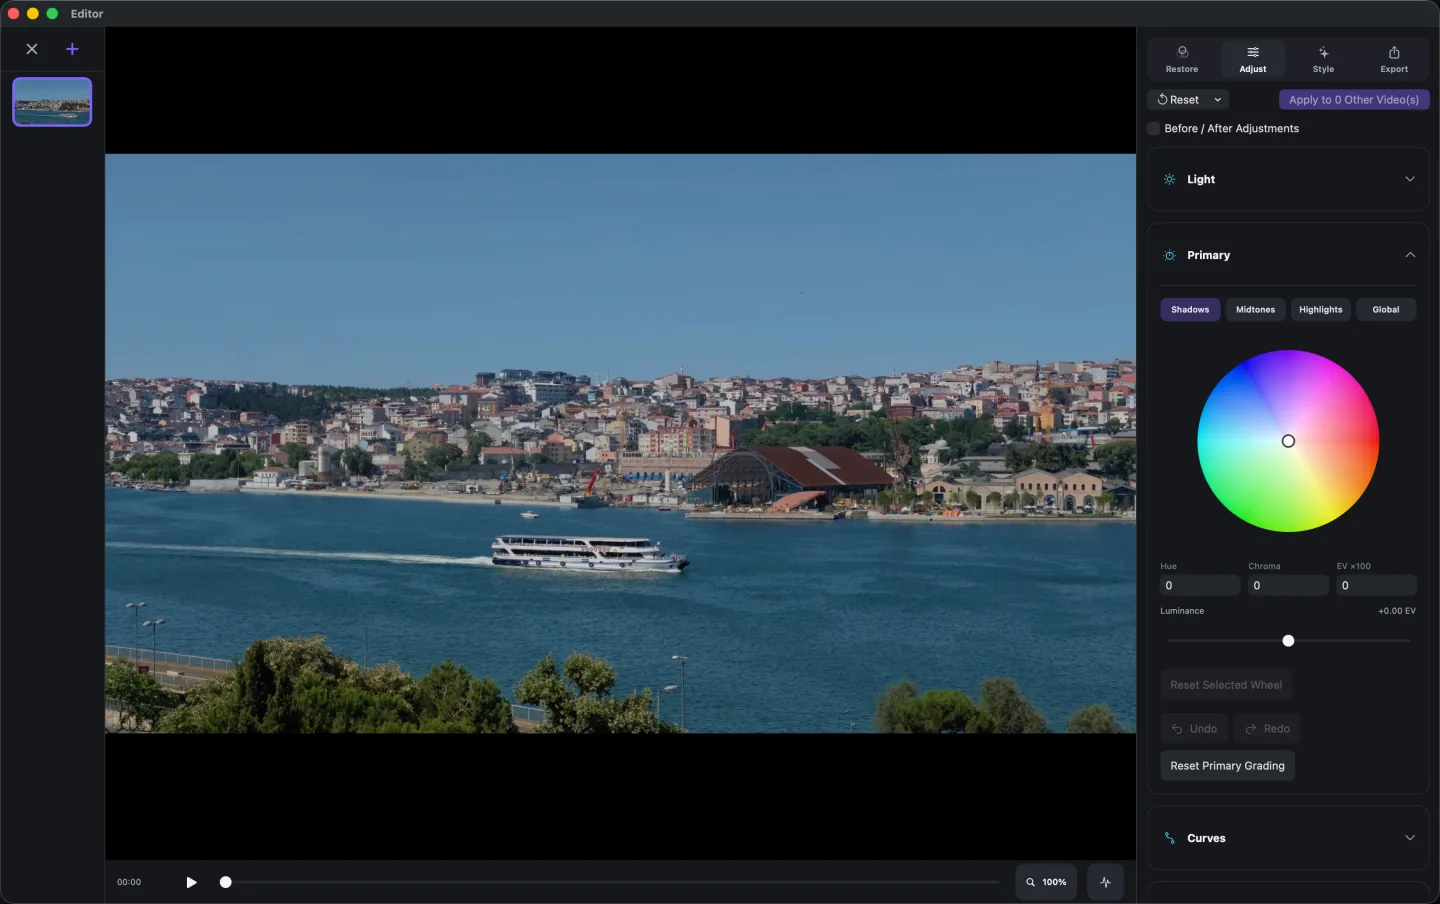 Editor
Restore
Adjust
Style
Export
Reset
Apply to 0 Other Video(s)
Before / After Adjustments
Light
Primary
Shadows
Midtones
Highlights
Global
Hue
Chroma
EV ×100
0
0
0
Luminance
+0.00 EV
Reset Selected Wheel
Undo
Redo
Reset Primary Grading
Curves
00:00
100%